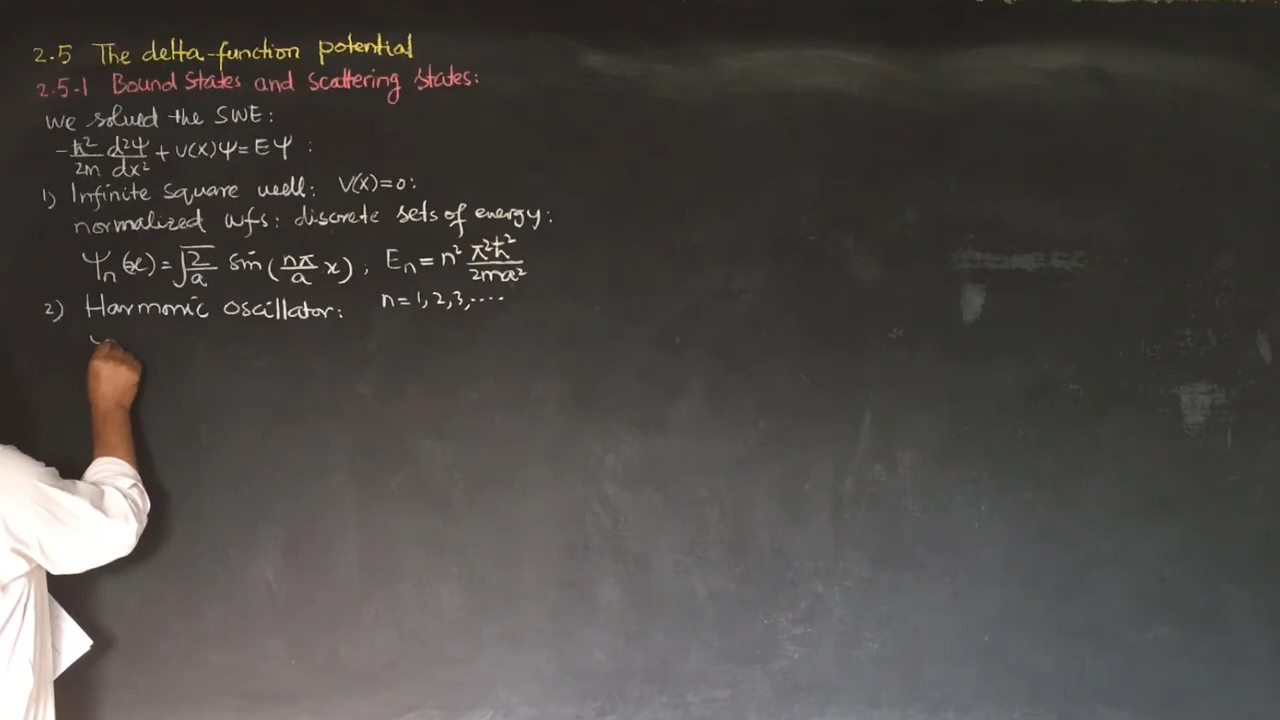 2.5 The delta-function potential
2.5.1 Bound States and scattering states:
We solved the SWE:
-ħ²/2m d²Ψ/dx² + V(x)Ψ = EΨ :
1) Infinite square well: V(x)=0:
normalized wfs: discrete sets of energy:
Ψₙ(x) = √(2/a) sin(nπ/a x); Eₙ = n² π²ħ²/2ma²
n=1,2,3,....
2) Harmonic oscillator: